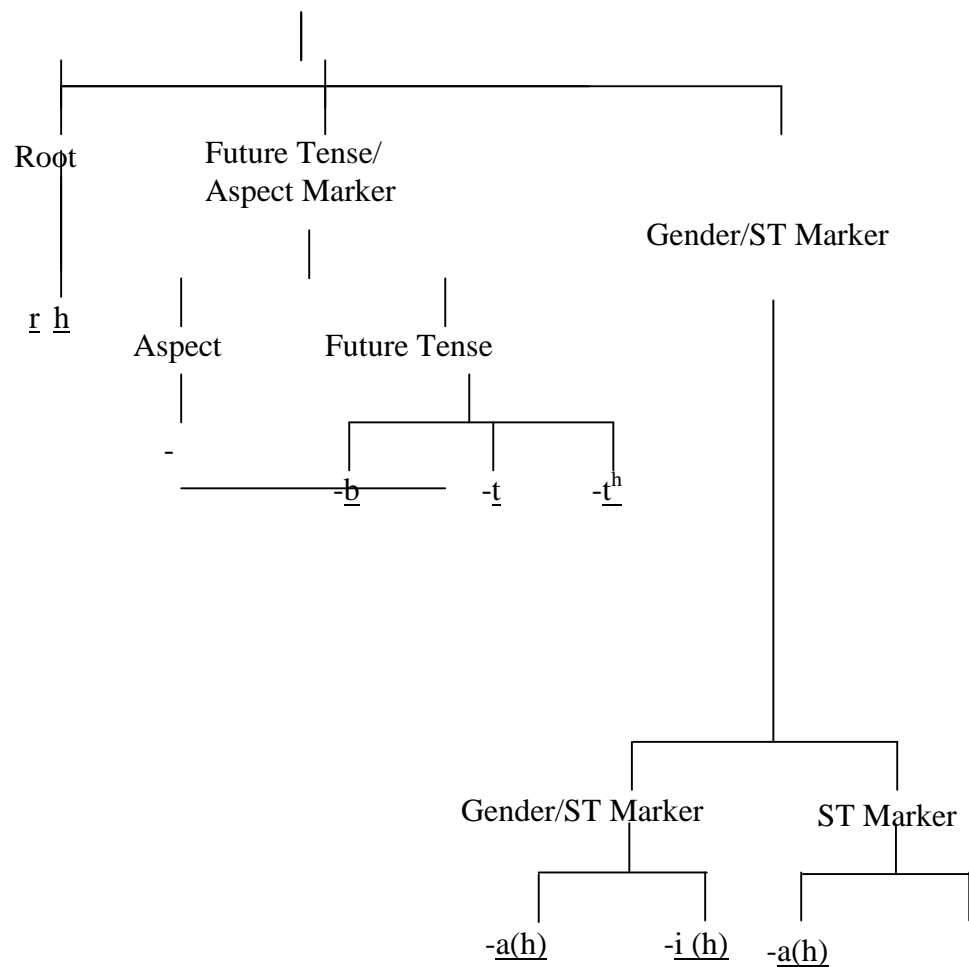 Root
Future Tense/
Aspect Marker
Gender/ST Marker
r h
Aspect
Future Tense
-
-b
-t
-tʰ
Gender/ST Marker
ST Marker
-a(h)
-i (h)
-a(h)